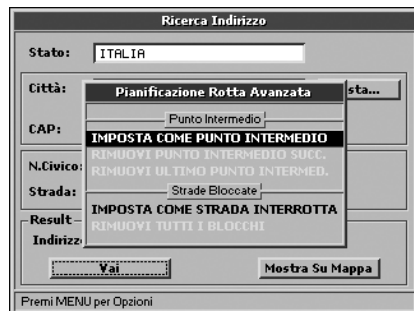 Ricerca Indirizzo
Stato: ITALIA
Città: sta...
Pianificazione Rotta Avanzata
CAP:
Punto Intermedio
IMPOSTA COME PUNTO INTERMEDIO
RIMUOVI PUNTO INTERMEDIO SUCC.
N.Civico:
RIMUOVI ULTIMO PUNTO INTERMED.
Strada:
Strade Bloccate
IMPOSTA COME STRADA INTERROTTA
Result
RIMUOVI TUTTI I BLOCCHI
Indirizz
Vai Mostra Su Mappa
Premi MENU per Opzioni